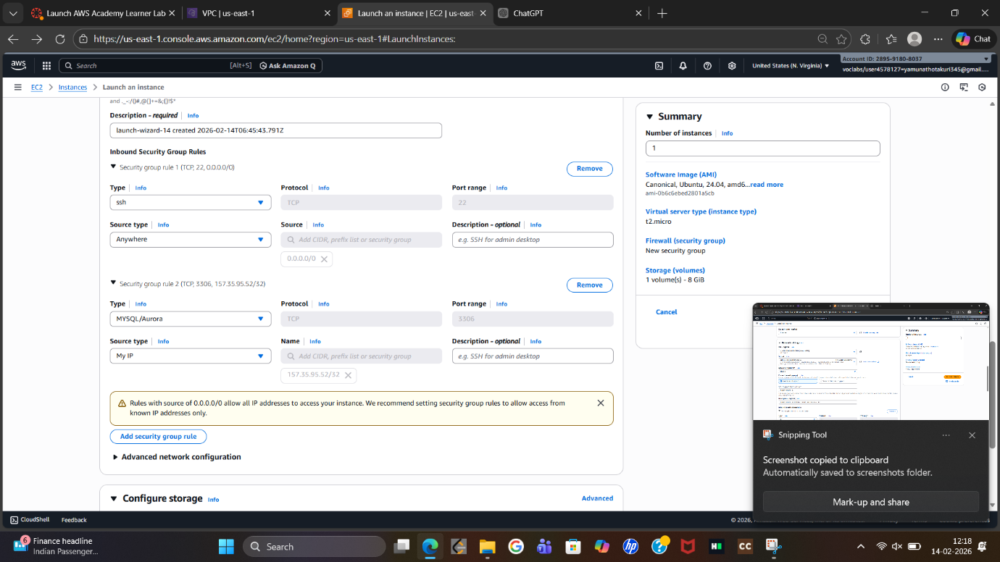 Launch AWS Academy Learner Lab
VPC | us-east-1
Launch an instance | EC2 | us-east-
ChatGPT
https://us-east-1.console.aws.amazon.com/ec2/home?region=us-east-1#LaunchInstances:
Chat
aws
Search
[Alt+S]
Ask Amazon Q
United States (N. Virginia)
Account ID: 2895-9180-8037
voclabs/user4578127=yamunathotakuri345@gmail....
EC2
Instances
Launch an instance
and ._-:/()#,@[]+=&;{}!$*
Description - required
Info
launch-wizard-14 created 2026-02-14T06:45:43.791Z
Inbound Security Group Rules
Security group rule 1 (TCP, 22, 0.0.0.0/0)
Remove
Type
Info
Protocol
Info
Port range
Info
ssh
TCP
22
Source type
Info
Source
Info
Description - optional
Info
Anywhere
Add CIDR, prefix list or security group
e.g. SSH for admin desktop
0.0.0.0/0
Security group rule 2 (TCP, 3306, 157.35.95.52/32)
Remove
Type
Info
Protocol
Info
Port range
Info
MYSQL/Aurora
TCP
3306
Source type
Info
Name
Info
Description - optional
Info
My IP
Add CIDR, prefix list or security group
e.g. SSH for admin desktop
157.35.95.52/32
Rules with source of 0.0.0.0/0 allow all IP addresses to access your instance. We recommend setting security group rules to allow access from
known IP addresses only.
Add security group rule
Advanced network configuration
Configure storage
Info
Advanced
Summary
Number of instances
Info
1
Software Image (AMI)
Canonical, Ubuntu, 24.04, amd6...read more
ami-0b6c6ebed2801a5cb
Virtual server type (instance type)
t2.micro
Firewall (security group)
New security group
Storage (volumes)
1 volume(s) - 8 GiB
Cancel
Snipping Tool
Screenshot copied to clipboard
Automatically saved to screenshots folder.
Mark-up and share
CloudShell
Feedback
© 2026,
6
Finance headline
Indian Passenger...
Search
CC
12:18
14-02-2026